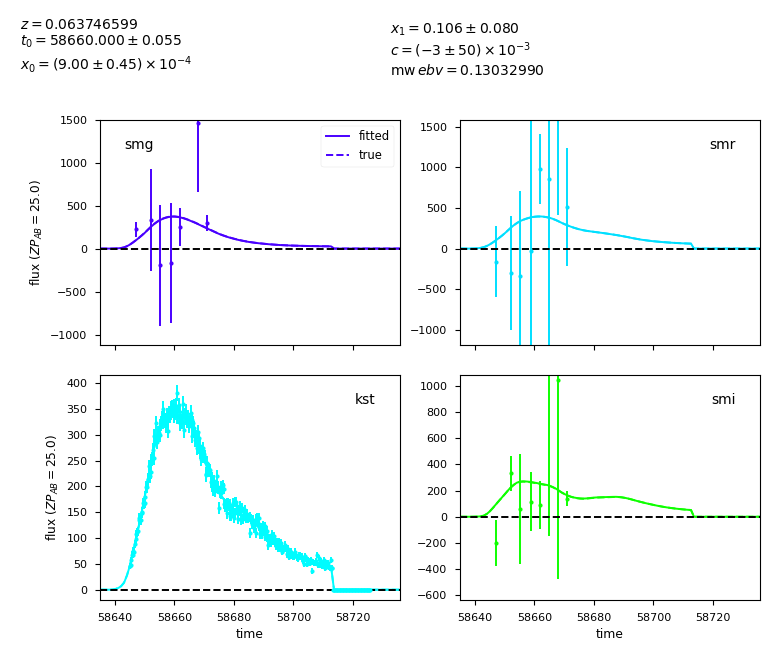 z = 0.063746599
t₀ = 58660.000 ± 0.055
x₀ = (9.00 ± 0.45) × 10⁻⁴
x₁ = 0.106 ± 0.080
c = (−3 ± 50) × 10⁻³
mw ebv = 0.13032990
smg
fitted
true
1500
1000
500
0
−500
−1000
flux (ZP_AB = 25.0)
smr
1500
1000
500
0
−500
−1000
kst
400
350
300
250
200
150
100
50
0
flux (ZP_AB = 25.0)
58640 58660 58680 58700 58720
time
smi
1000
800
600
400
200
0
−200
−400
−600
58640 58660 58680 58700 58720
time